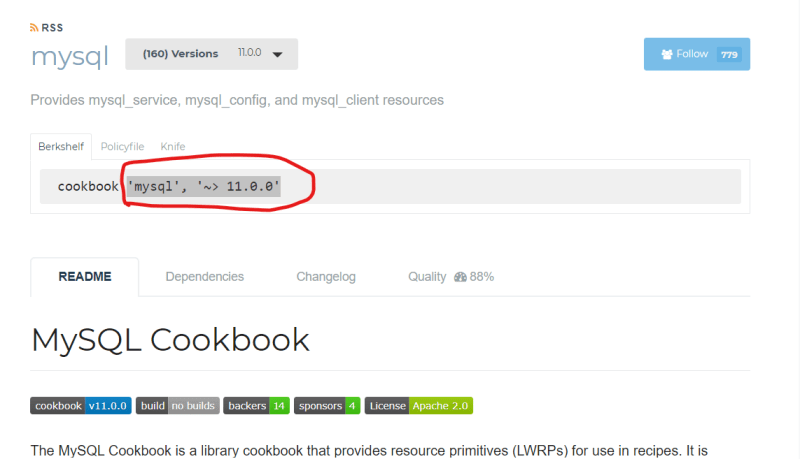 RSS
mysql (160) Versions 11.0.0
Follow 779
Provides mysql_service, mysql_config, and mysql_client resources
Berkshelf Policyfile Knife
cookbook 'mysql', '~> 11.0.0'
README Dependencies Changelog Quality 88%
MySQL Cookbook
cookbook v11.0.0 build no builds backers 14 sponsors 4 License Apache 2.0
The MySQL Cookbook is a library cookbook that provides resource primitives (LWRPs) for use in recipes. It is